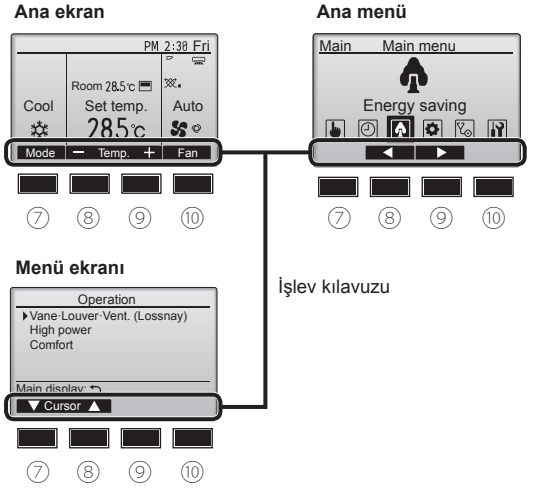 Ana ekran
PM 2:30 Fri
Room 28.5°C
Cool Set temp. Auto
28.5°C
Mode − Temp. + Fan
⑦ ⑧ ⑨ ⑩
Ana menü
Main Main menu
Energy saving
◀ ▶
⑦ ⑧ ⑨ ⑩
İşlev kılavuzu
Menü ekranı
Operation
▶Vane·Louver·Vent. (Lossnay)
High power
Comfort
Main display: ↩
▼ Cursor ▲
⑦ ⑧ ⑨ ⑩